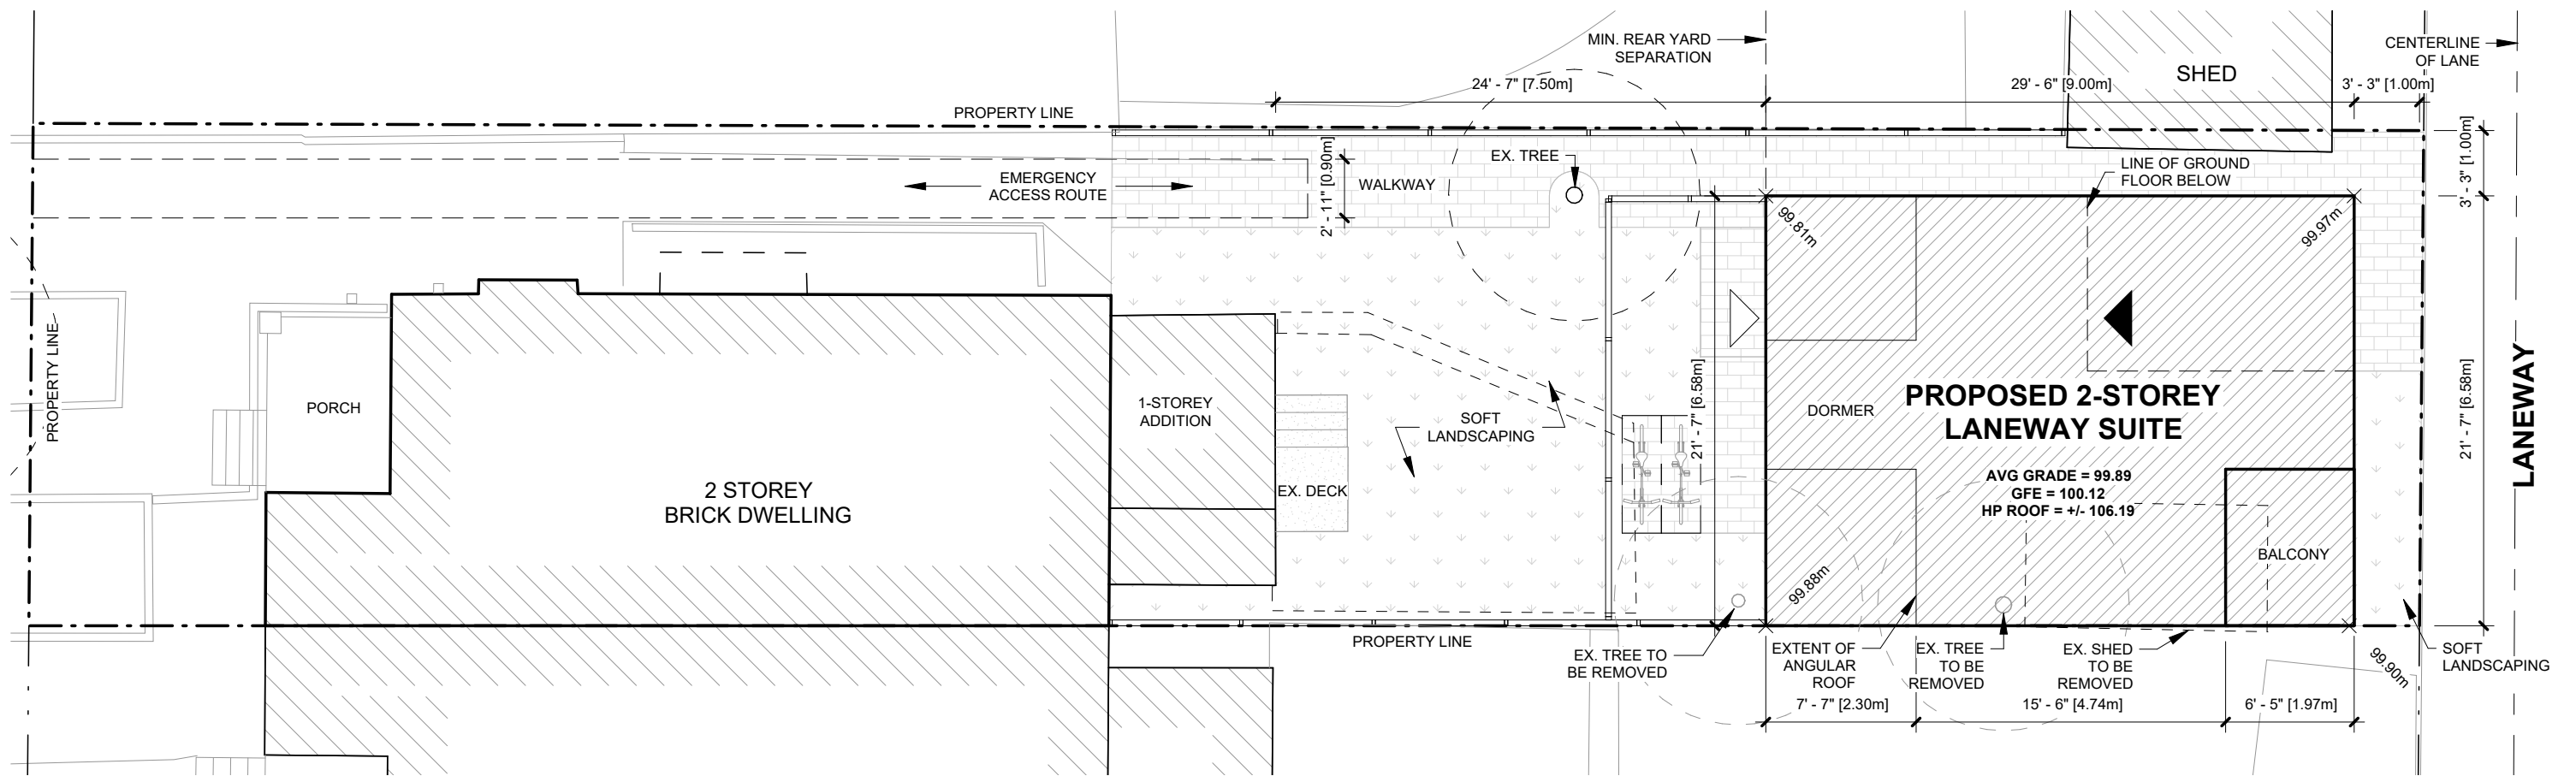 MIN. REAR YARD
SEPARATION
CENTERLINE
OF LANE
SHED
24' - 7" [7.50m]
29' - 6" [9.00m]
3' - 3" [1.00m]
PROPERTY LINE
EX. TREE
LINE OF GROUND
FLOOR BELOW
3' - 3" [1.00m]
EMERGENCY
ACCESS ROUTE
2' - 11" [0.90m]
WALKWAY
99.81m
99.97m
PROPERTY LINE
PORCH
1-STOREY
ADDITION
SOFT
LANDSCAPING
21' - 7" [6.58m]
DORMER
PROPOSED 2-STOREY
LANEWAY SUITE
21' - 7" [6.58m]
LANEWAY
2 STOREY
BRICK DWELLING
EX. DECK
AVG GRADE = 99.89
GFE = 100.12
HP ROOF = +/- 106.19
BALCONY
99.88m
PROPERTY LINE
EX. TREE TO
BE REMOVED
EXTENT OF
ANGULAR
ROOF
EX. TREE
TO BE
REMOVED
EX. SHED
TO BE
REMOVED
99.90m
SOFT
LANDSCAPING
7' - 7" [2.30m]
15' - 6" [4.74m]
6' - 5" [1.97m]